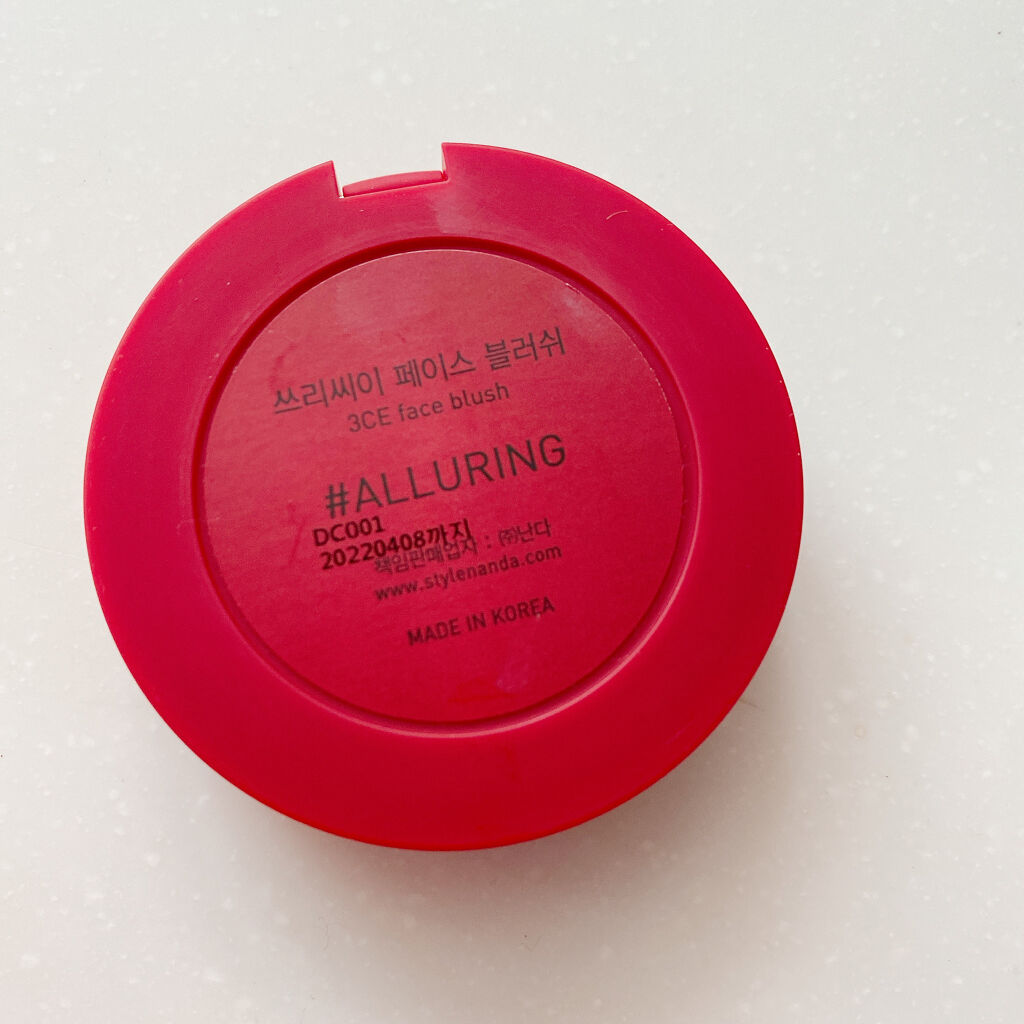 쓰리씨이 페이스 블러쉬
3CE face blush
#ALLURING
DC001
20220408까지
책임판매업자 : ㈜난다
www.stylenanda.com
MADE IN KOREA